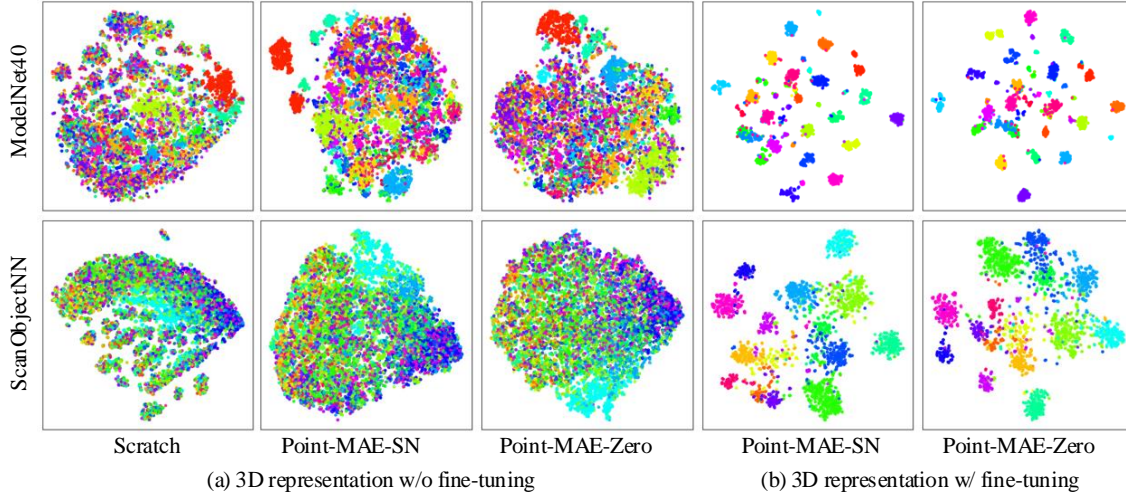 ModelNet40
ScanObjectNN
Scratch
Point-MAE-SN
Point-MAE-Zero
Point-MAE-SN
Point-MAE-Zero
(a) 3D representation w/o fine-tuning
(b) 3D representation w/ fine-tuning